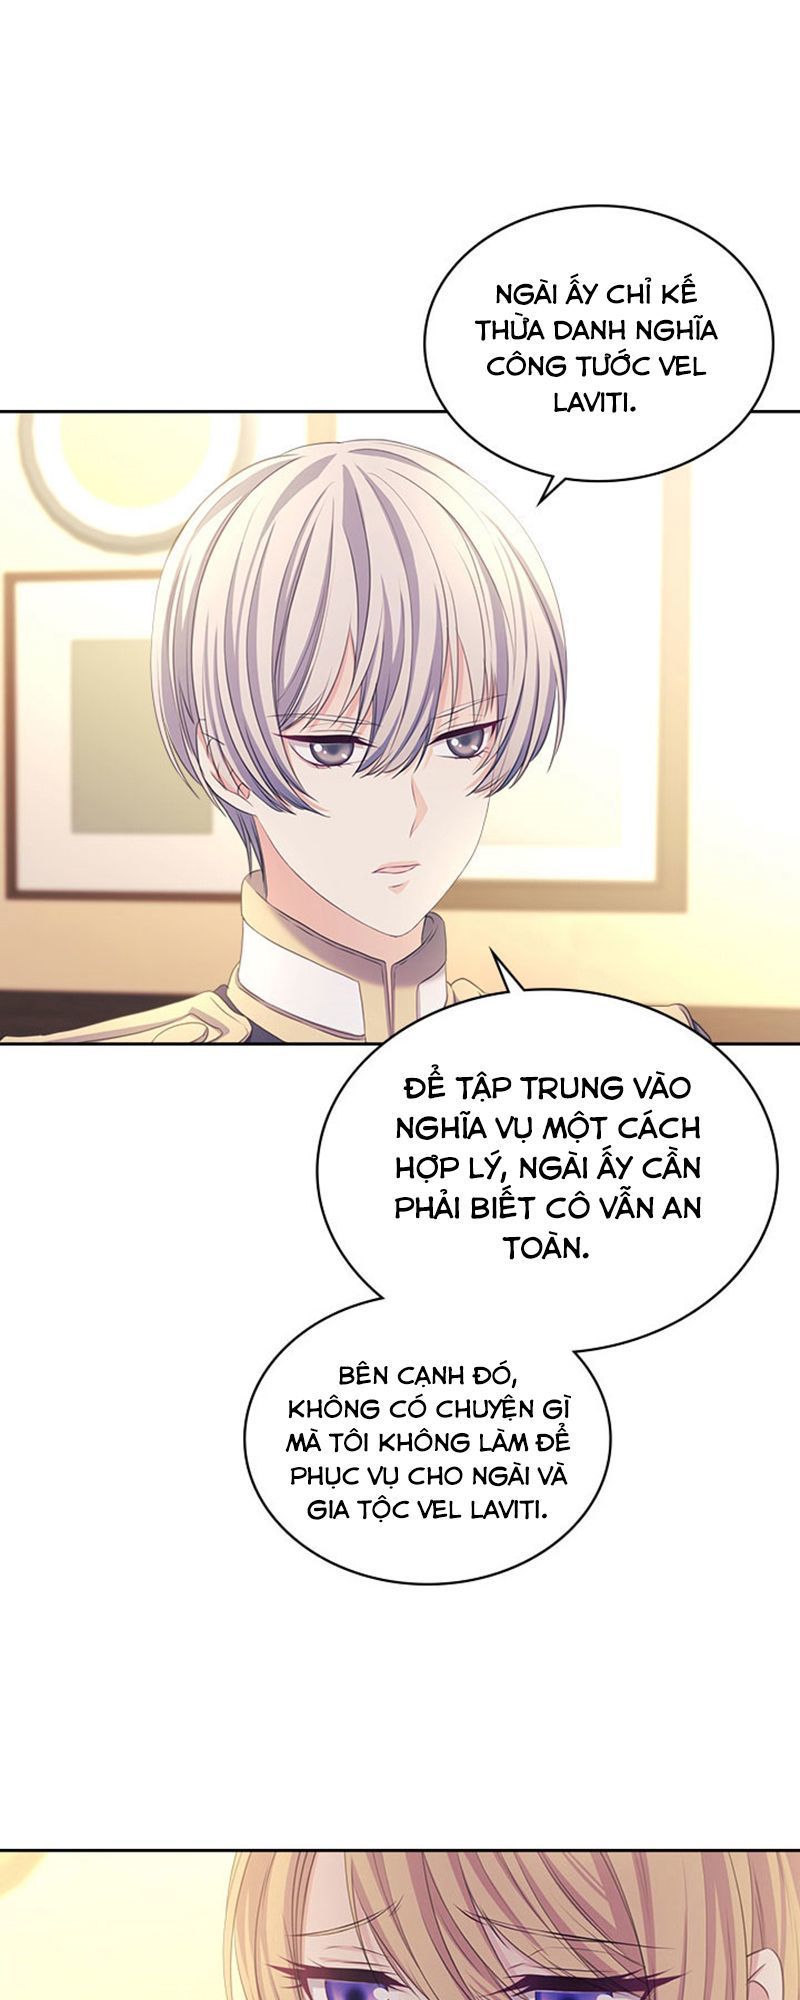 NGÀI ẤY CHỈ KẾ
THỪA DANH NGHĨA
CÔNG TƯỚC VEL
LAVITI.
ĐỂ TẬP TRUNG VÀO
NGHĨA VỤ MỘT CÁCH
HỢP LÝ, NGÀI ẤY CẦN
PHẢI BIẾT CÔ VẪN AN
TOÀN.
BÊN CẠNH ĐÓ,
KHÔNG CÓ CHUYỆN GÌ
MÀ TÔI KHÔNG LÀM ĐỂ
PHỤC VỤ CHO NGÀI VÀ
GIA TỘC VEL LAVITI.